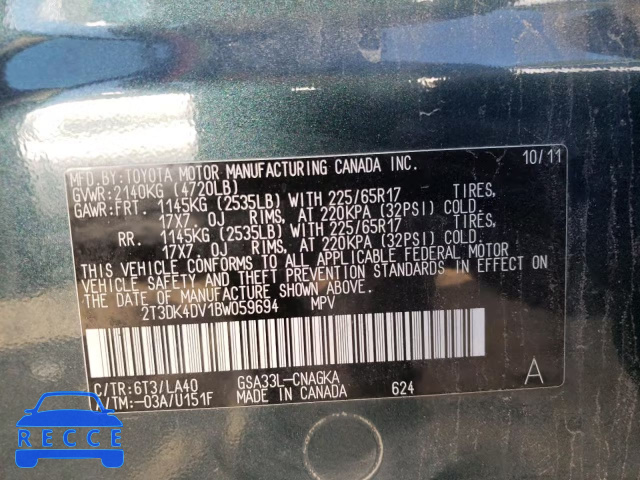 MFD.BY:TOYOTA MOTOR MANUFACTURING CANADA INC. 10/11
GVWR:2140KG (4720LB)
GAWR:FRT. 1145KG (2535LB) WITH 225/65R17 TIRES,
17X7. 0J RIMS, AT 220KPA (32PSI) COLD.
RR. 1145KG (2535LB) WITH 225/65R17 TIRES,
17X7. 0J RIMS, AT 220KPA (32PSI) COLD.
THIS VEHICLE CONFORMS TO ALL APPLICABLE FEDERAL MOTOR
VEHICLE SAFETY AND THEFT PREVENTION STANDARDS IN EFFECT ON
THE DATE OF MANUFACTURE SHOWN ABOVE.
2T3DK4DV1BW059694 MPV
C/TR:6T3/LA40 GSA33L-CNAGKA A
A/TM:-03A/U151F MADE IN CANADA 624
RECCE